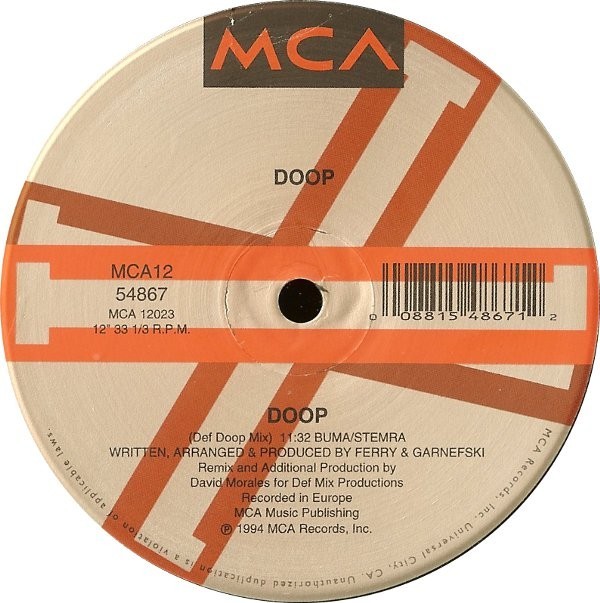 MCA
DOOP
MCA12
54867
MCA 12023
12" 33 1/3 R.P.M.
0 08815 48671 2
DOOP
(Def Doop Mix) 11:32 BUMA/STEMRA
WRITTEN, ARRANGED & PRODUCED BY FERRY & GARNEFSKI
Remix and Additional Production by
David Morales for Def Mix Productions
Recorded in Europe
MCA Music Publishing
℗ 1994 MCA Records, Inc.
MCA Records, Inc. Universal City, CA. Unauthorized duplication is a violation of applicable laws.